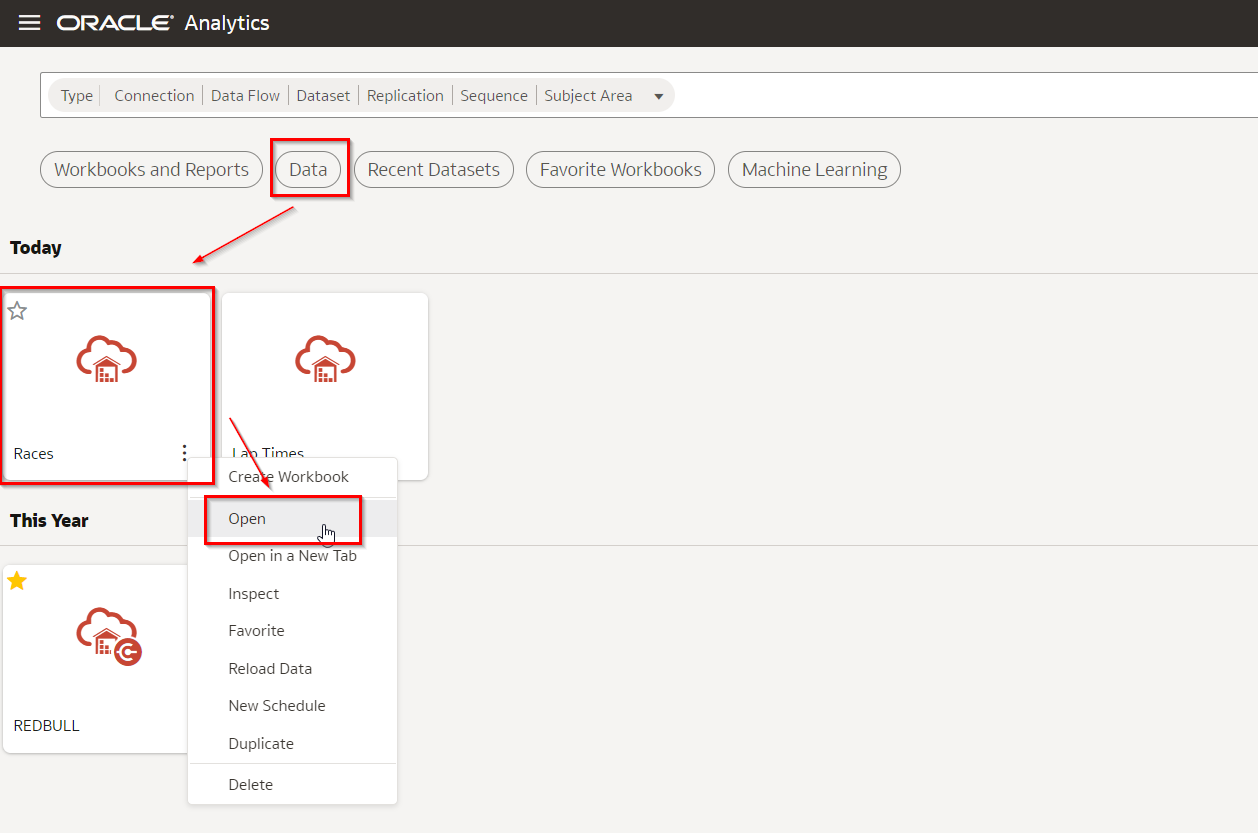 ORACLE Analytics
Type Connection Data Flow Dataset Replication Sequence Subject Area
Workbooks and Reports Data Recent Datasets Favorite Workbooks Machine Learning
Today
Races
Lap Times
Create Workbook
This Year
Open
Open in a New Tab
Inspect
Favorite
Reload Data
New Schedule
REDBULL
Duplicate
Delete